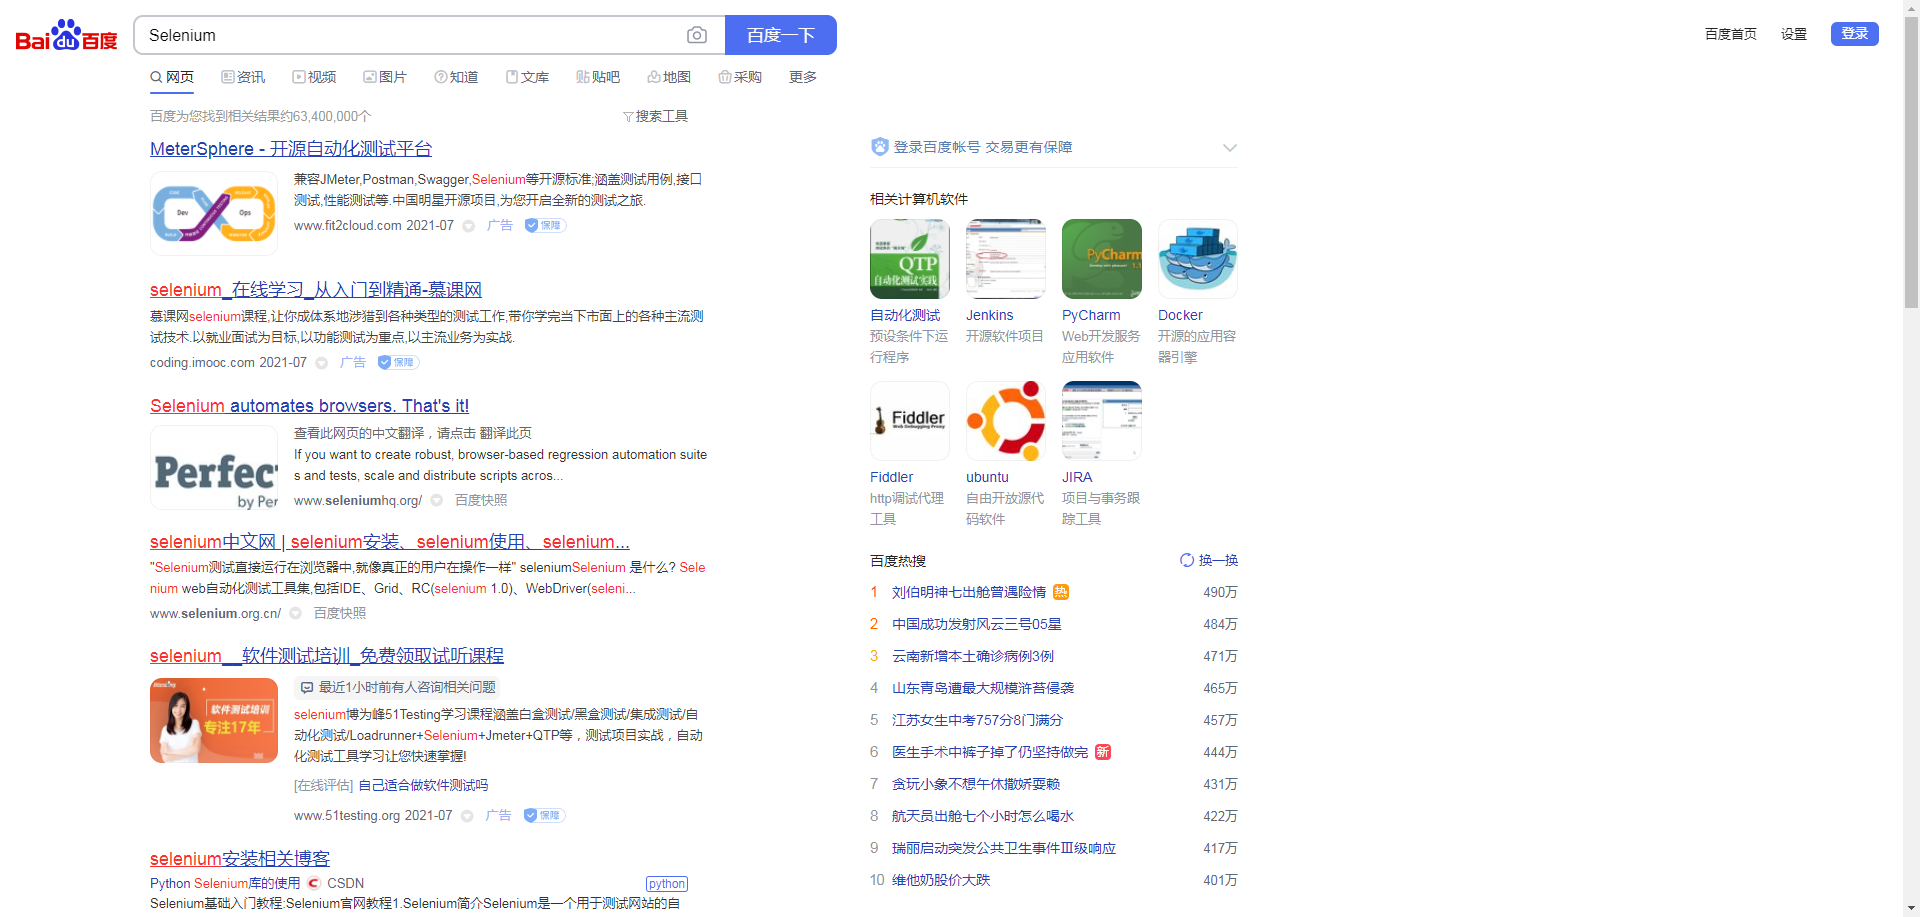 Bai du 百度
Selenium
百度一下
百度首页
设置
登录
网页
资讯
视频
图片
知道
文库
贴吧
地图
采购
更多
百度为您找到相关结果约63,400,000个
搜索工具
MeterSphere - 开源自动化测试平台
Dev
Ops
兼容JMeter,Postman,Swagger,Selenium等开源标准;涵盖测试用例,接口
测试,性能测试等.中国明星开源项目,为您开启全新的测试之旅.
www.fit2cloud.com 2021-07 广告 保障
selenium_在线学习_从入门到精通-慕课网
慕课网selenium课程,让你成体系地涉猎到各种类型的测试工作,带你学完当下市面上的各种主流测
试技术.以就业面试为目标,以功能测试为重点,以主流业务为实战.
coding.imooc.com 2021-07 广告 保障
Selenium automates browsers. That's it!
Perfec
by Per
查看此网页的中文翻译，请点击 翻译此页
If you want to create robust, browser-based regression automation suite
s and tests, scale and distribute scripts acros...
www.seleniumhq.org/ 百度快照
selenium中文网 | selenium安装、selenium使用、selenium...
"Selenium测试直接运行在浏览器中,就像真正的用户在操作一样" seleniumSelenium 是什么? Sele
nium web自动化测试工具集,包括IDE、Grid、RC(selenium 1.0)、WebDriver(seleni...
www.selenium.org.cn/ 百度快照
selenium__软件测试培训_免费领取试听课程
软件测试培训
专注17年
最近1小时前有人咨询相关问题
selenium博为峰51Testing学习课程涵盖白盒测试/黑盒测试/集成测试/自
动化测试/Loadrunner+Selenium+Jmeter+QTP等，测试项目实战，自动
化测试工具学习让您快速掌握!
[在线评估] 自己适合做软件测试吗
www.51testing.org 2021-07 广告 保障
selenium安装相关博客
Python Selenium库的使用 CSDN
python
Selenium基础入门教程:Selenium官网教程1.Selenium简介Selenium是一个用于测试网站的自
登录百度帐号 交易更有保障
相关计算机软件
QTP
自动化测试实践
PyCharm
自动化测试
预设条件下运
行程序
Jenkins
开源软件项目
PyCharm
Web开发服务
应用软件
Docker
开源的应用容
器引擎
Fiddler
Web Debugging Proxy
Fiddler
http调试代理
工具
ubuntu
自由开放源代
码软件
JIRA
项目与事务跟
踪工具
百度热搜
换一换
1 刘伯明神七出舱曾遇险情 热 490万
2 中国成功发射风云三号05星 484万
3 云南新增本土确诊病例3例 471万
4 山东青岛遭最大规模浒苔侵袭 465万
5 江苏女生中考757分8门满分 457万
6 医生手术中裤子掉了仍坚持做完 新 444万
7 贪玩小象不想午休撒娇耍赖 431万
8 航天员出舱七个小时怎么喝水 422万
9 瑞丽启动突发公共卫生事件Ⅲ级响应 417万
10 维他奶股价大跌 401万